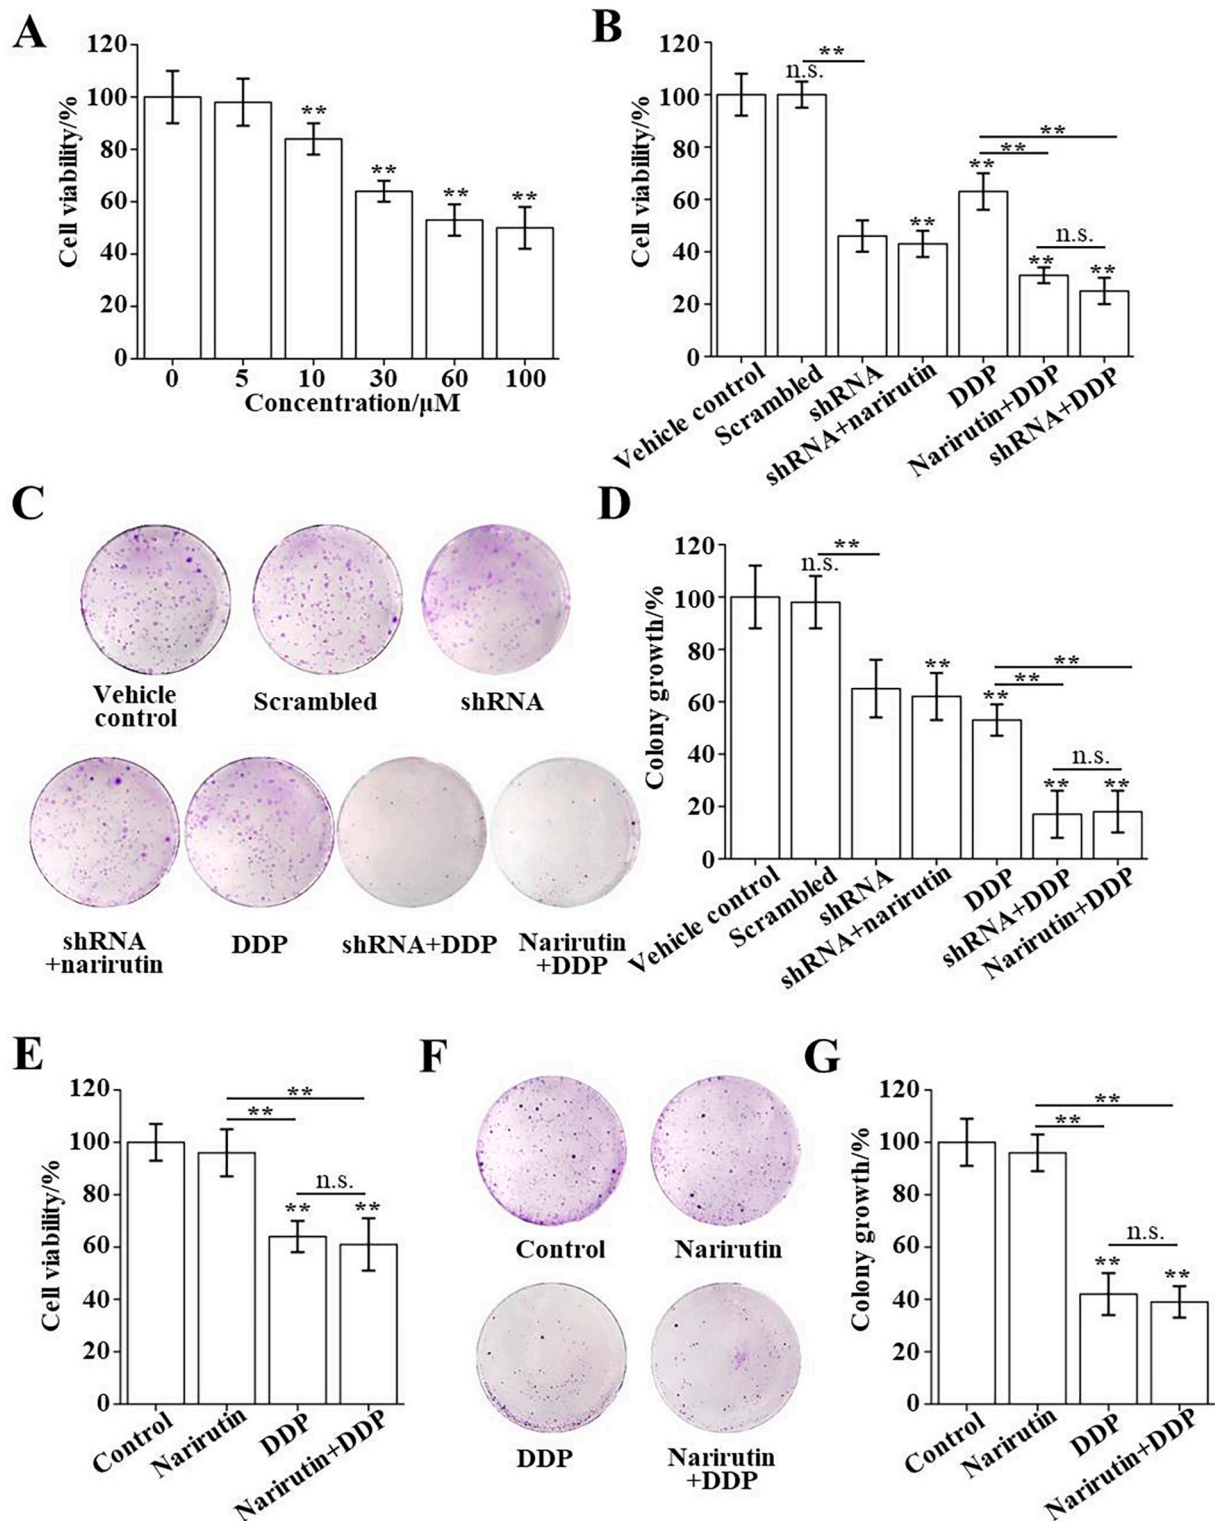 A
Cell viability/%
120
100
80
60
40
20
0
** ** ** **
0 5 10 30 60 100
Concentration/µM
B
Cell viability/%
120
100
80
60
40
20
0
**
n.s.
**
**
**
**
n.s.
**
**
Vehicle control
Scrambled
shRNA
shRNA+narirutin
DDP
Narirutin+DDP
shRNA+DDP
C
Vehicle
control
Scrambled
shRNA
shRNA
+narirutin
DDP
shRNA+DDP
Narirutin
+DDP
D
Colony growth/%
120
100
80
60
40
20
0
**
n.s.
**
**
**
**
n.s.
**
**
Vehicle control
Scrambled
shRNA
shRNA+narirutin
DDP
shRNA+DDP
Narirutin+DDP
E
Cell viability/%
120
100
80
60
40
20
0
**
**
n.s.
**
**
Control
Narirutin
DDP
Narirutin+DDP
F
Control
Narirutin
DDP
Narirutin
+DDP
G
Colony growth/%
120
100
80
60
40
20
0
**
**
n.s.
**
**
Control
Narirutin
DDP
Narirutin+DDP